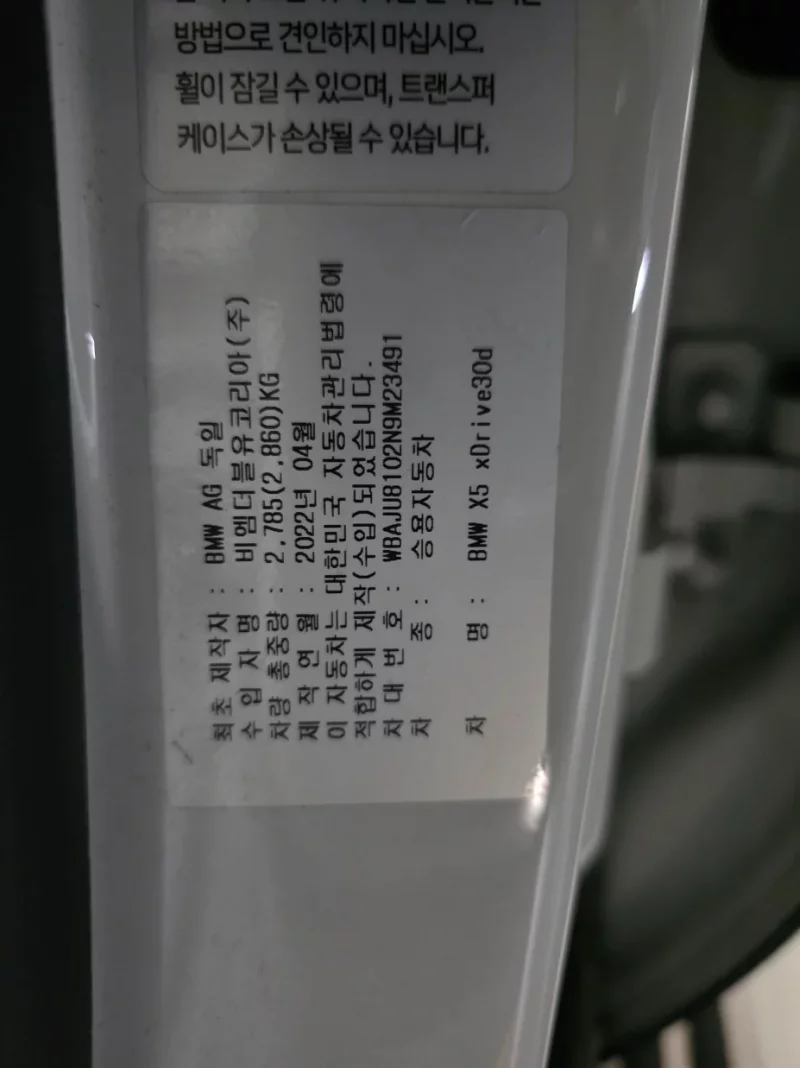 방법으로 견인하지 마십시오.
휠이 잠길 수 있으며, 트랜스퍼
케이스가 손상될 수 있습니다.
최초 제작자 : BMW AG 독일
수 입 자 명 : 비엠더블유코리아(주)
차량 총중량 : 2,785(2,860)KG
제 작 연 월 : 2022년 04월
이 자동차는 대한민국 자동차관리법령에
적합하게 제작(수입)되었습니다.
차 대 번 호 : WBAJU8102N9M23491
차 종 : 승용자동차
차 명 : BMW X5 xDrive30d